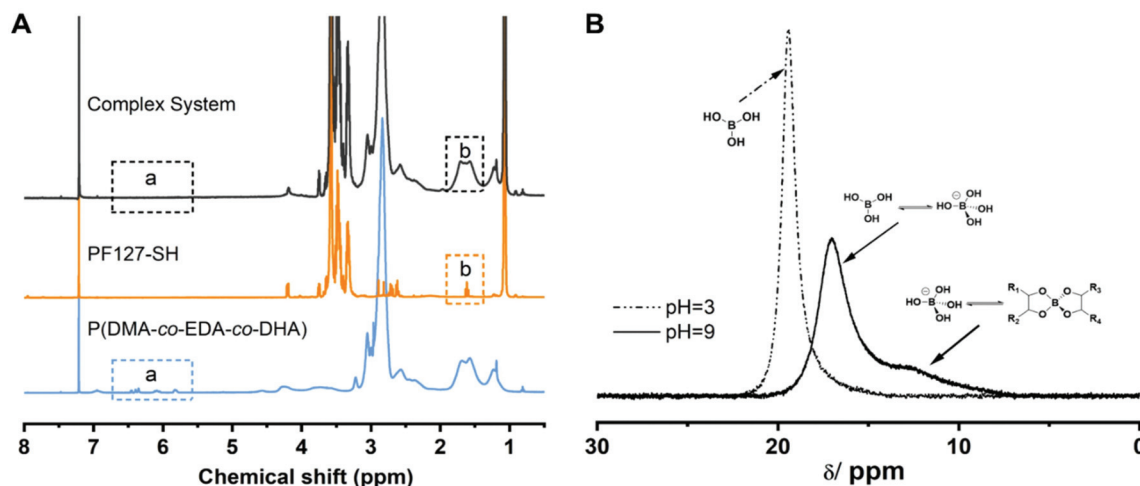 A
Complex System
a
b
PF127-SH
b
P(DMA-co-EDA-co-DHA)
a
8 7 6 5 4 3 2 1
Chemical shift (ppm)
B
HO OH
B
OH
HO OH
B
OH
⊖ OH
HO B OH
OH
⊖ OH
HO B OH
OH
R1 O O R3
B
R2 O O R4
pH=3
pH=9
30 20 10 0
δ/ ppm